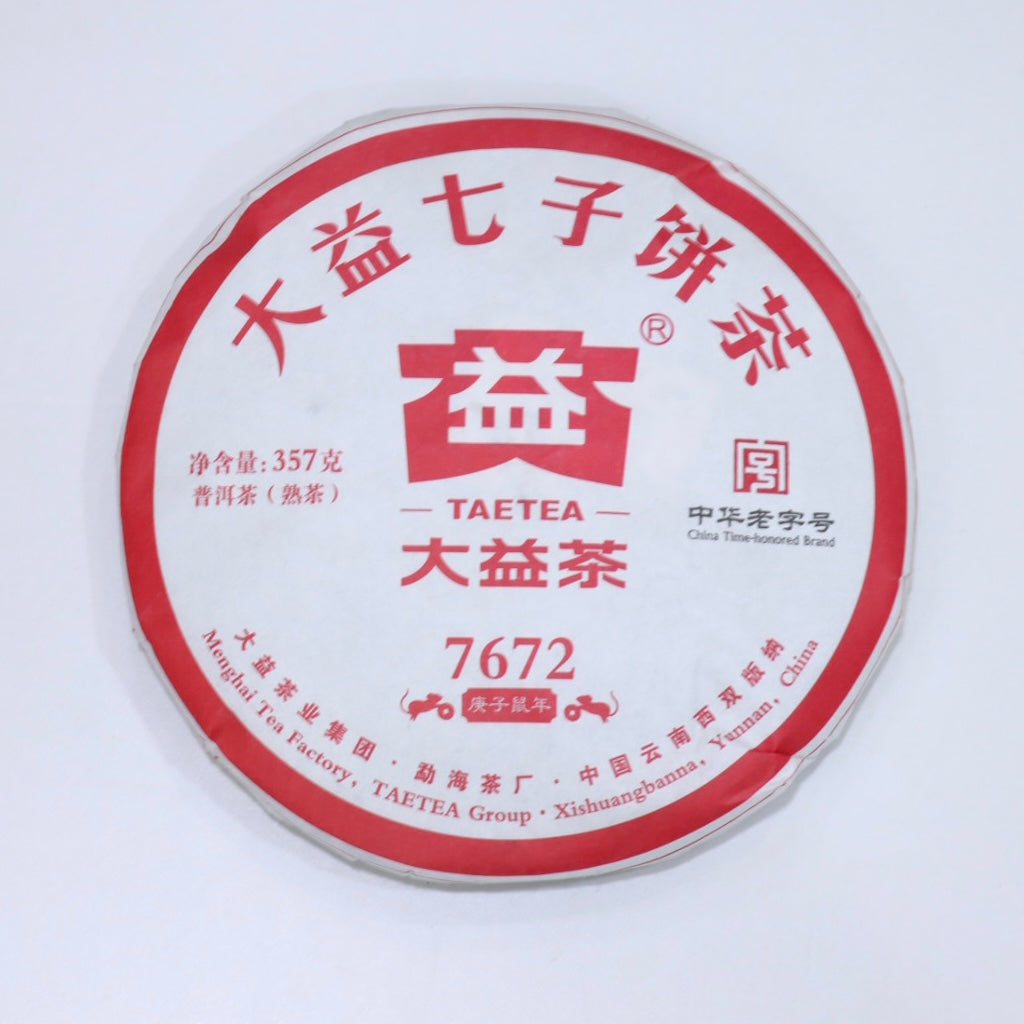 大益七子饼茶
益
®
净含量：357克
普洱茶（熟茶）
TAETEA
大益茶
中华老字号
China Time-honored Brand
7672
庚子鼠年
大益茶业集团·勐海茶厂·中国云南西双版纳
Menghai Tea Factory, TAETEA Group · Xishuangbanna, Yunnan, China